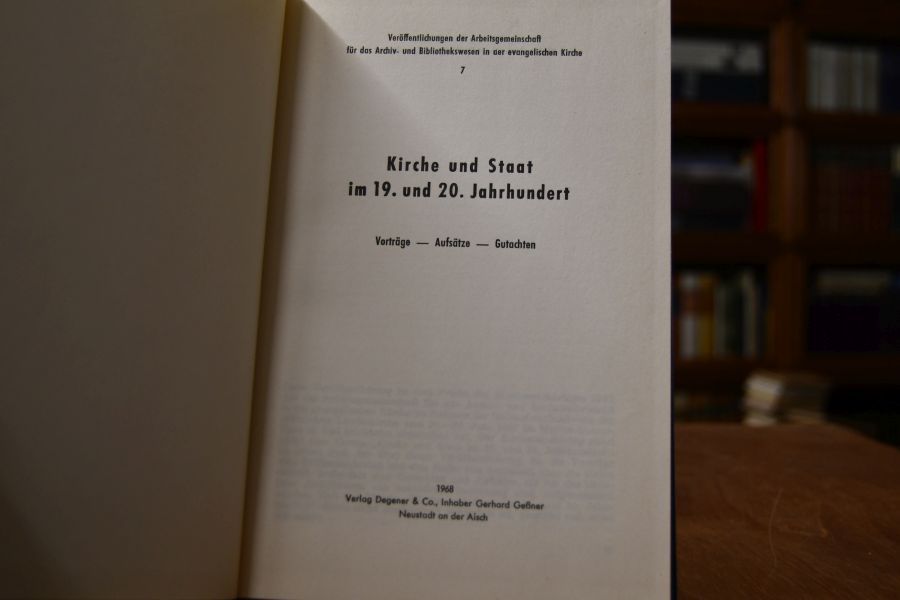 Veröffentlichungen der Arbeitsgemeinschaft
für das Archiv- und Bibliothekswesen in der evangelischen Kirche
7
Kirche und Staat
im 19. und 20. Jahrhundert
Vorträge — Aufsätze — Gutachten
1968
Verlag Degener & Co., Inhaber Gerhard Geßner
Neustadt an der Aisch